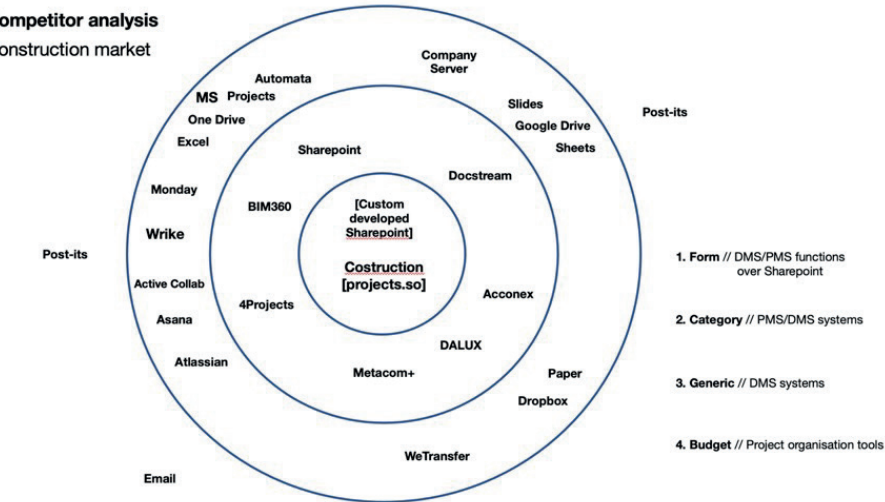 ompetitor analysis
onstruction market
Company
Server
Automata
MS Projects
One Drive
Excel
Slides
Google Drive
Sheets
Post-its
Sharepoint
Docstream
Monday
BIM360
[Custom
developed
Sharepoint]
Wrike
Post-its
Costruction
[projects.so]
Active Collab
Asana
4Projects
Acconex
DALUX
Atlassian
Metacom+
Paper
Dropbox
WeTransfer
Email
1. Form // DMS/PMS functions
over Sharepoint
2. Category // PMS/DMS systems
3. Generic // DMS systems
4. Budget // Project organisation tools